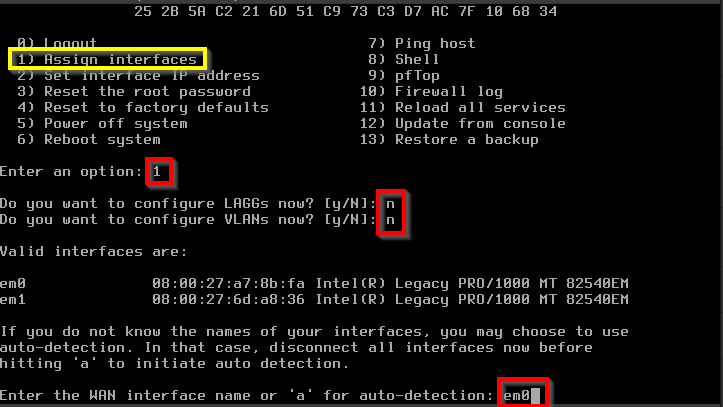 25 2B 5A C2 21 6D 51 C9 73 C3 D7 AC 7F 10 68 34
0) Logout 7) Ping host
1) Assign interfaces 8) Shell
2) Set interface IP address 9) pfTop
3) Reset the root password 10) Firewall log
4) Reset to factory defaults 11) Reload all services
5) Power off system 12) Update from console
6) Reboot system 13) Restore a backup
Enter an option: 1
Do you want to configure LAGGs now? [y/N]: n
Do you want to configure VLANs now? [y/N]: n
Valid interfaces are:
em0 08:00:27:a7:8b:fa Intel(R) Legacy PRO/1000 MT 82540EM
em1 08:00:27:6d:a8:36 Intel(R) Legacy PRO/1000 MT 82540EM
If you do not know the names of your interfaces, you may choose to use
auto-detection. In that case, disconnect all interfaces now before
hitting 'a' to initiate auto detection.
Enter the WAN interface name or 'a' for auto-detection: em0